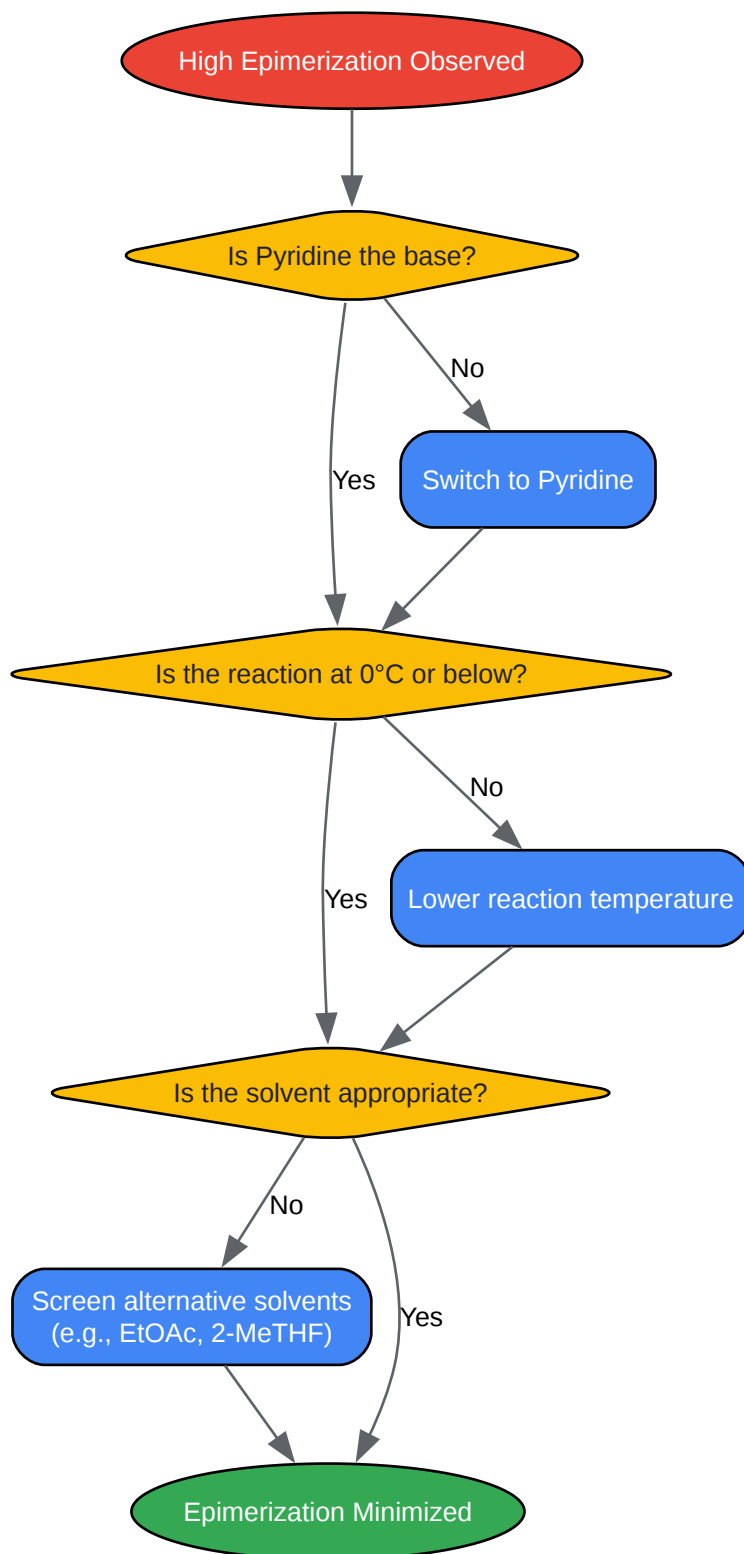 High Epimerization Observed
Is Pyridine the base?
No
Switch to Pyridine
Yes
Is the reaction at 0°C or below?
No
Yes
Lower reaction temperature
Is the solvent appropriate?
No
Screen alternative solvents
(e.g., EtOAc, 2-MeTHF)
Yes
Epimerization Minimized